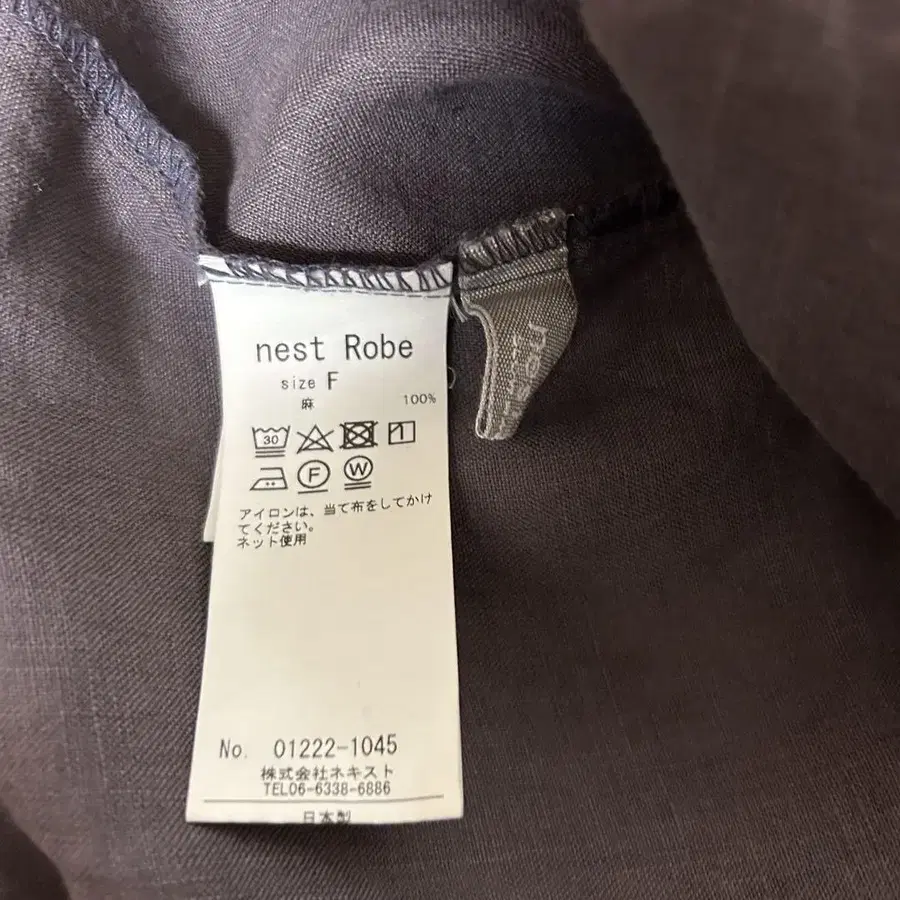 nest Robe
size F
麻 100%
30
1
F W
アイロンは、当て布をしてかけ
てください。
ネット使用
No. 01222-1045
株式会社ネキスト
TEL06-6338-6886
日本製